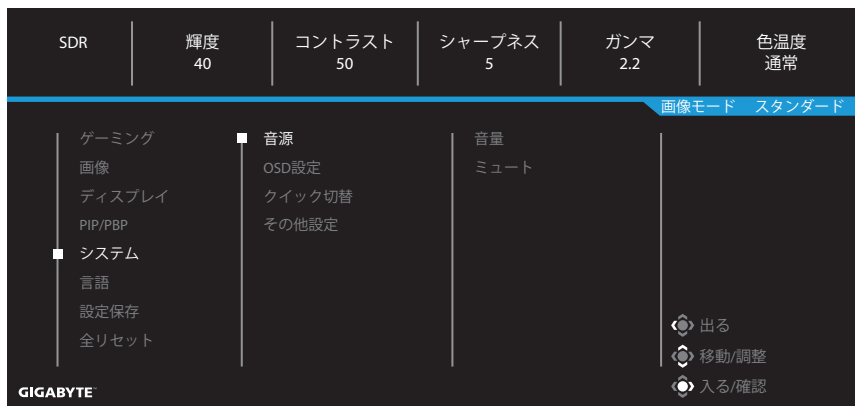 SDR
輝度
40
コントラスト
50
シャープネス
5
ガンマ
2.2
色温度
通常
画像モード スタンダード
ゲーミング
画像
ディスプレイ
PIP/PBP
システム
言語
設定保存
全リセット
音源
OSD設定
クイック切替
その他設定
音量
ミュート
出る
移動/調整
入る/確認
GIGABYTE™